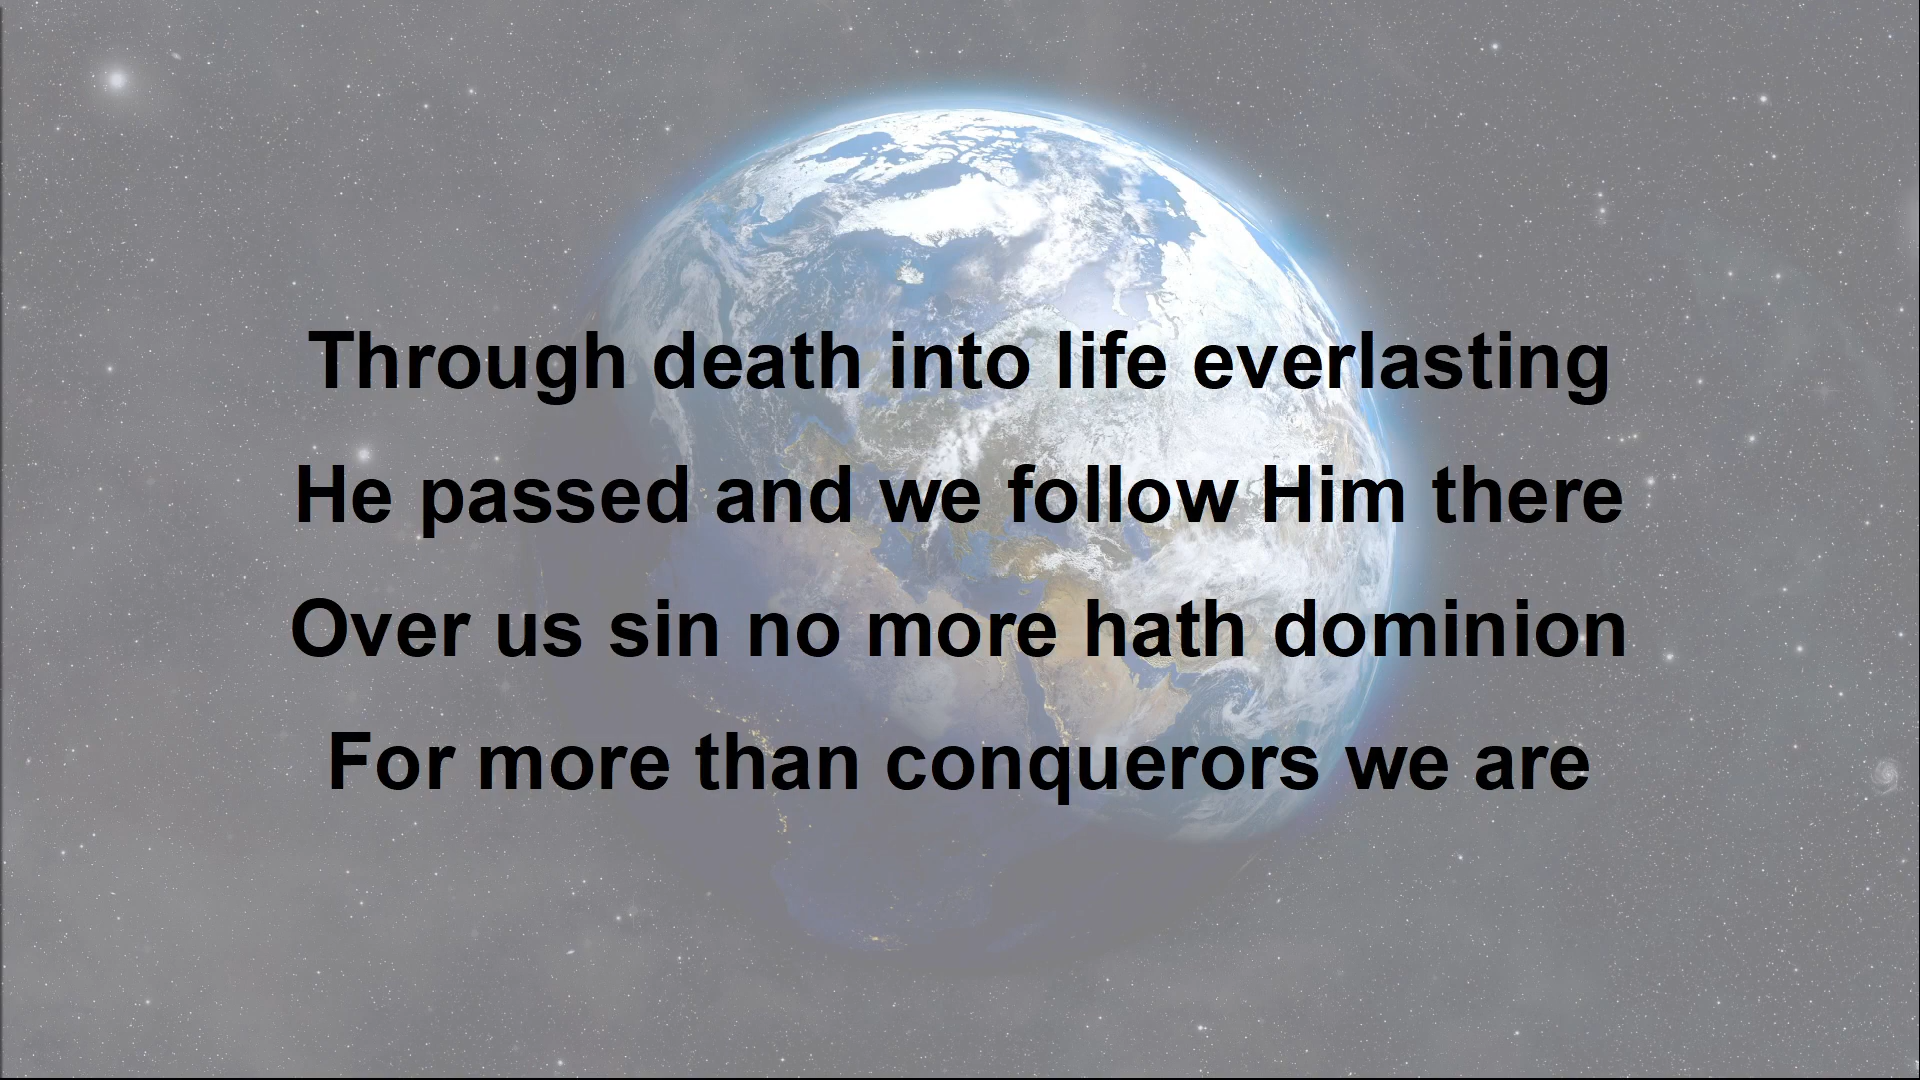 Through death into life everlasting
He passed and we follow Him there
Over us sin no more hath dominion
For more than conquerors we are